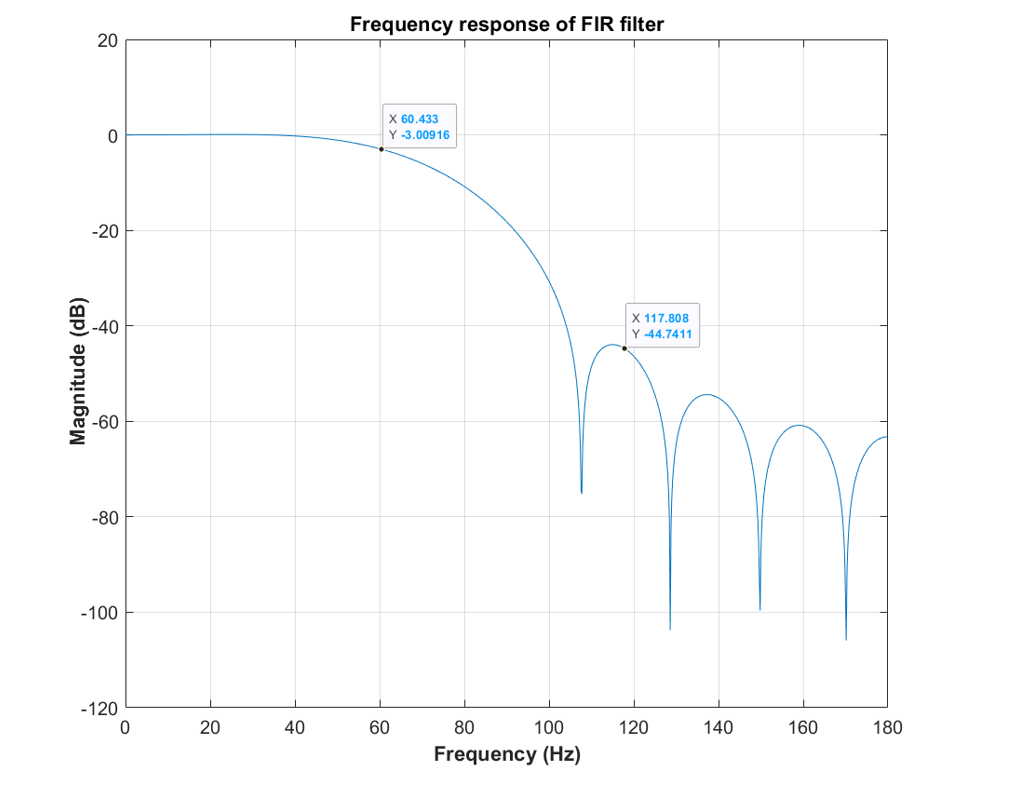 Frequency response of FIR filter
20
0
-20
-40
-60
-80
-100
-120
Magnitude (dB)
X 60.433
Y -3.00916
X 117.808
Y -44.7411
0 20 40 60 80 100 120 140 160 180
Frequency (Hz)